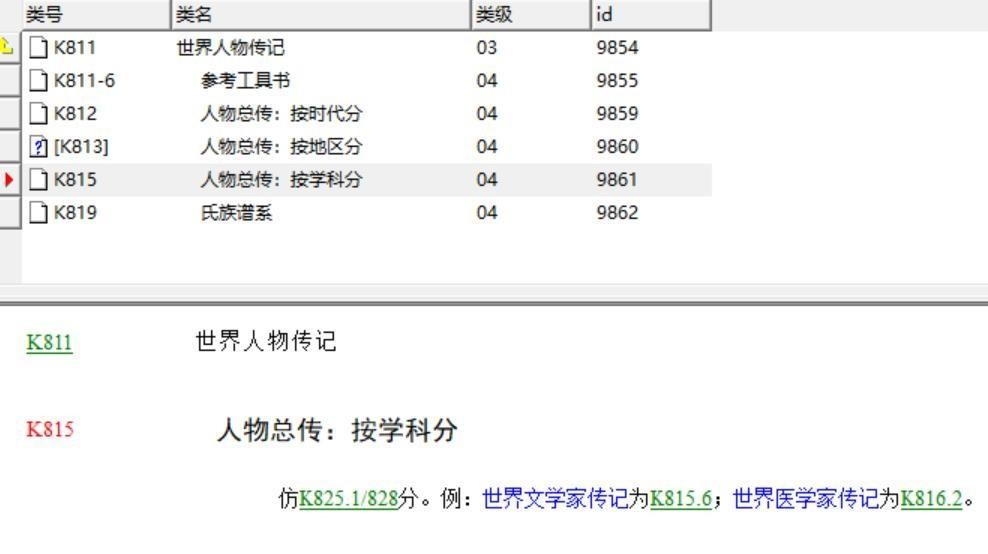 类号 类名 类级 id
K811 世界人物传记 03 9854
K811-6 参考工具书 04 9855
K812 人物总传：按时代分 04 9859
[K813] 人物总传：按地区分 04 9860
K815 人物总传：按学科分 04 9861
K819 氏族谱系 04 9862
K811 世界人物传记
K815 人物总传：按学科分
仿K825.1/828分。例：世界文学家传记为K815.6；世界医学家传记为K816.2。